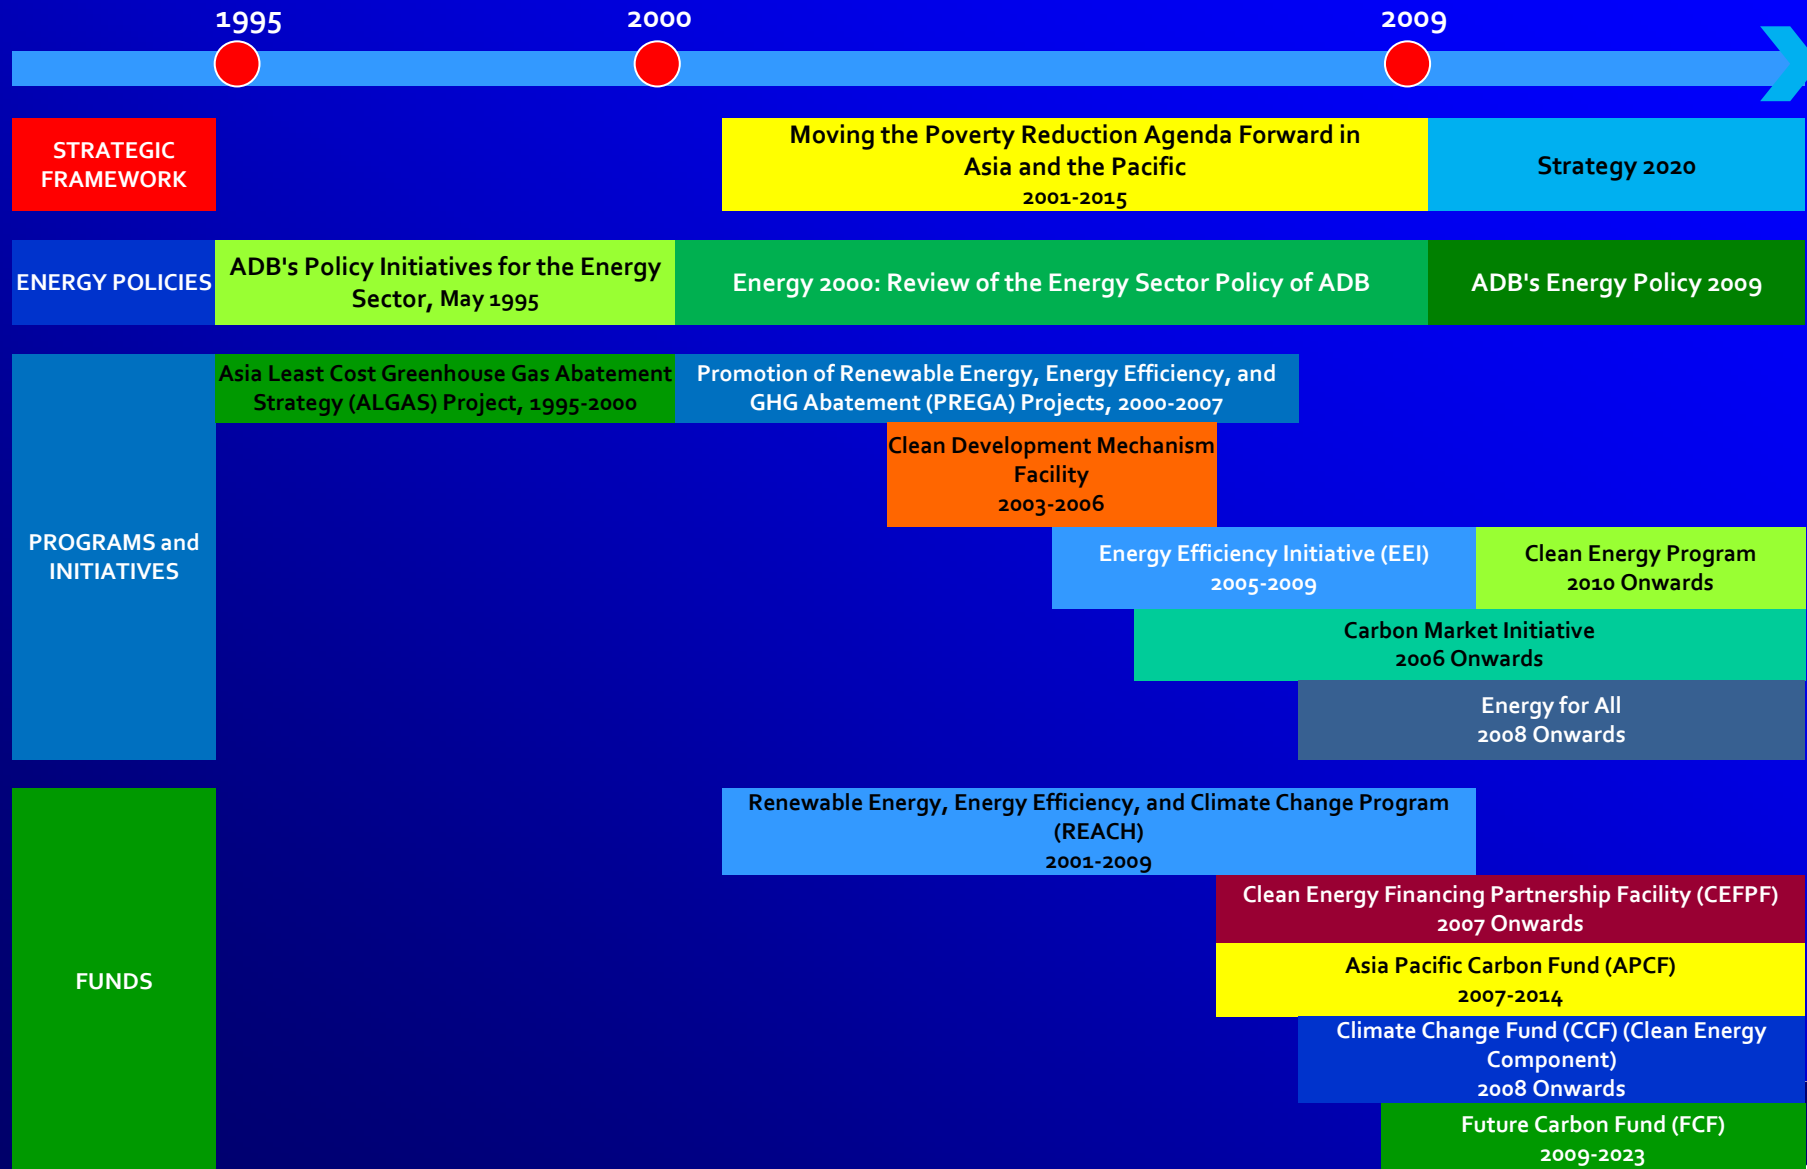 1995
2000
2009
STRATEGIC
FRAMEWORK
Moving the Poverty Reduction Agenda Forward in
Asia and the Pacific
2001-2015
Strategy 2020
ENERGY POLICIES
ADB's Policy Initiatives for the Energy
Sector, May 1995
Energy 2000: Review of the Energy Sector Policy of ADB
ADB's Energy Policy 2009
PROGRAMS and
INITIATIVES
Asia Least Cost Greenhouse Gas Abatement
Strategy (ALGAS) Project, 1995-2000
Promotion of Renewable Energy, Energy Efficiency, and
GHG Abatement (PREGA) Projects, 2000-2007
Clean Development Mechanism
Facility
2003-2006
Energy Efficiency Initiative (EEI)
2005-2009
Clean Energy Program
2010 Onwards
Carbon Market Initiative
2006 Onwards
Energy for All
2008 Onwards
FUNDS
Renewable Energy, Energy Efficiency, and Climate Change Program
(REACH)
2001-2009
Clean Energy Financing Partnership Facility (CEFPF)
2007 Onwards
Asia Pacific Carbon Fund (APCF)
2007-2014
Climate Change Fund (CCF) (Clean Energy
Component)
2008 Onwards
Future Carbon Fund (FCF)
2009-2023